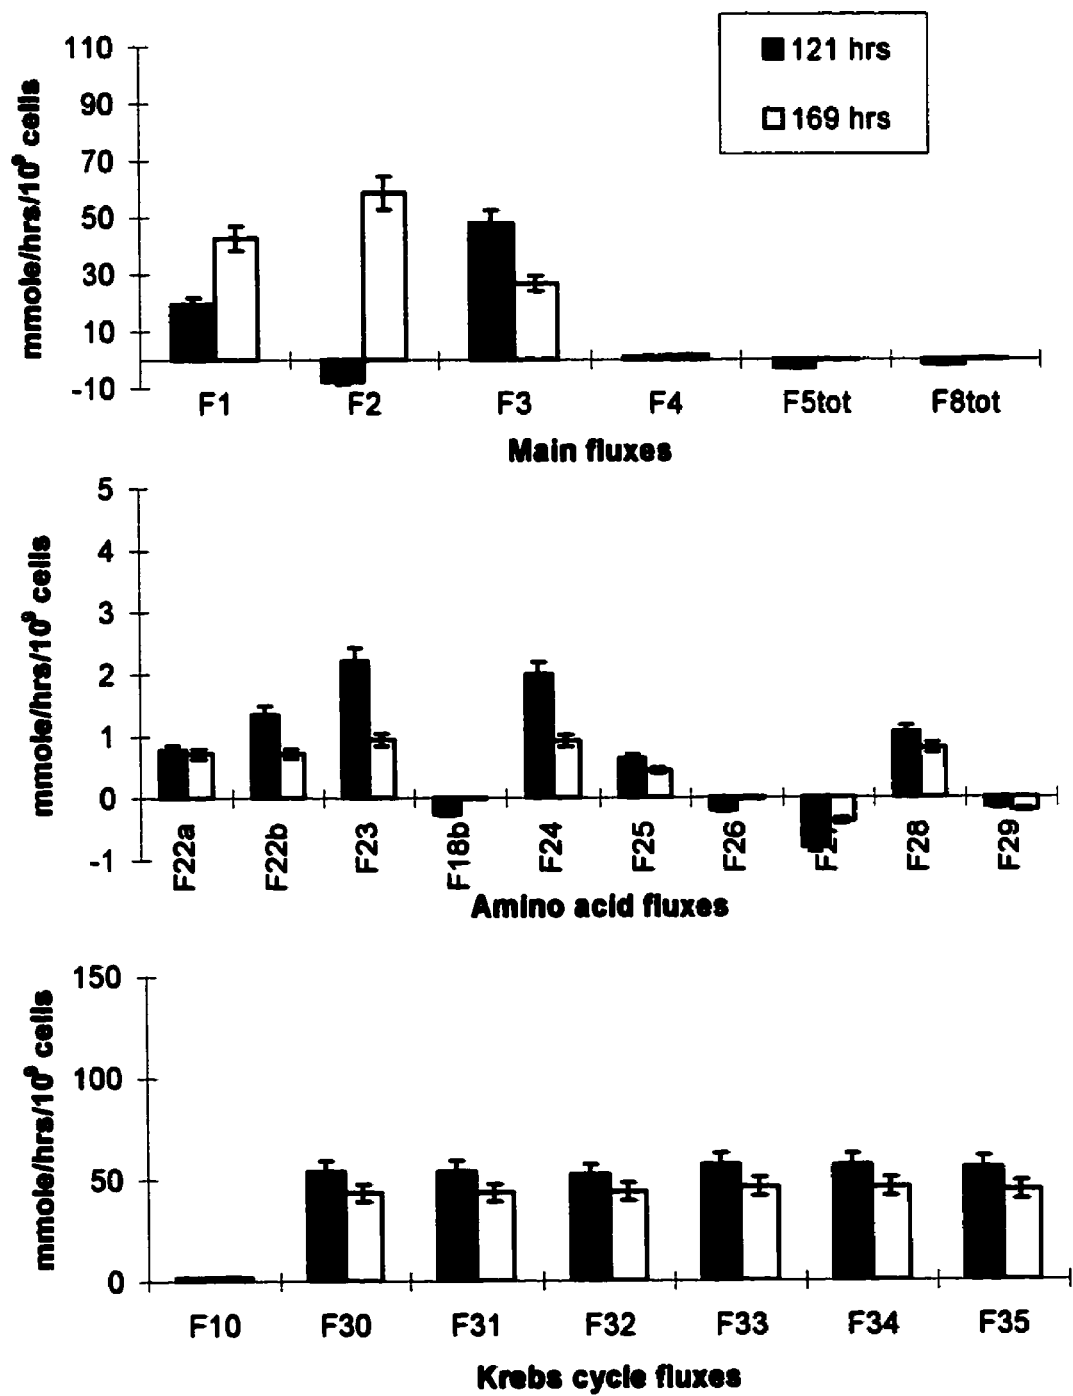 121 hrs
169 hrs
110
90
70
50
30
10
-10
mmole/hrs/10⁹ cells
F1 F2 F3 F4 F5tot F8tot
Main fluxes
5
4
3
2
1
0
-1
mmole/hrs/10⁹ cells
F22a F22b F23 F18b F24 F25 F26 F27 F28 F29
Amino acid fluxes
150
100
50
0
mmole/hrs/10⁹ cells
F10 F30 F31 F32 F33 F34 F35
Krebs cycle fluxes